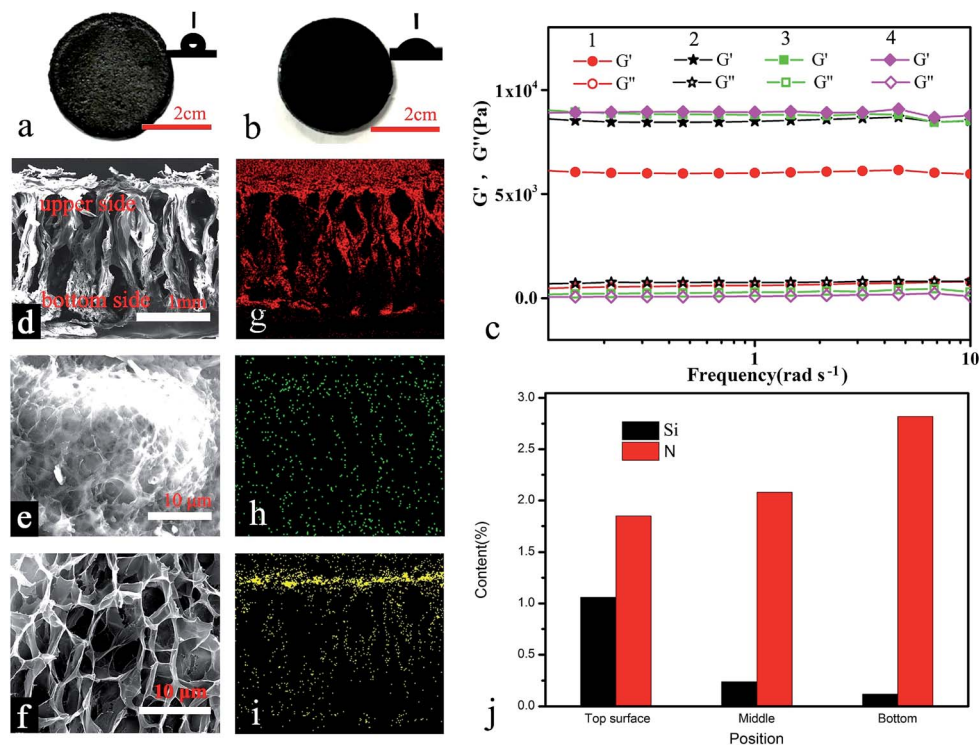 a
2cm
b
2cm
1 2 3 4
G' G' G' G'
G" G" G" G"
G', G"(Pa)
1x10⁴
5x10³
0.0
1 10
Frequency(rad s⁻¹)
c
upper side
bottom side
1mm
d
g
10 μm
e
h
10 μm
f
i
Si
N
Content(%)
3.0
2.5
2.0
1.5
1.0
0.5
0.0
Top surface Middle Bottom
Position
j